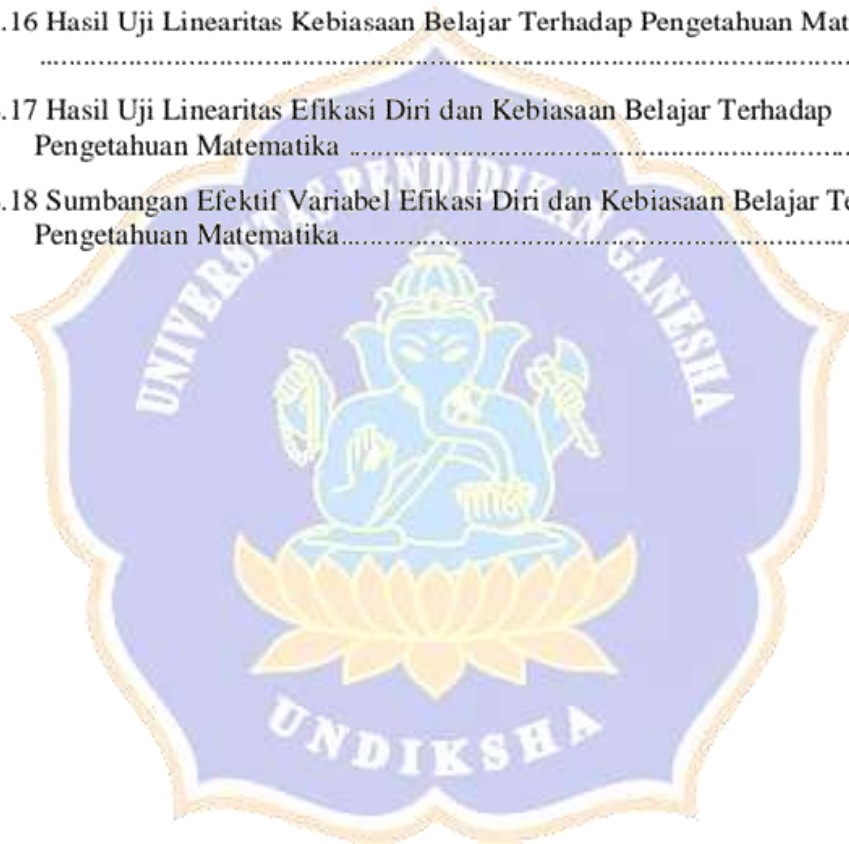 .16 Hasil Uji Linearitas Kebiasaan Belajar Terhadap Pengetahuan Mat
........................................................................................................
.17 Hasil Uji Linearitas Efikasi Diri dan Kebiasaan Belajar Terhadap
Pengetahuan Matematika ................................................................
.18 Sumbangan Efektif Variabel Efikasi Diri dan Kebiasaan Belajar Te
Pengetahuan Matematika................................................................
UNIVERSITAS PENDIDIKAN GANESHA
UNDIKSHA